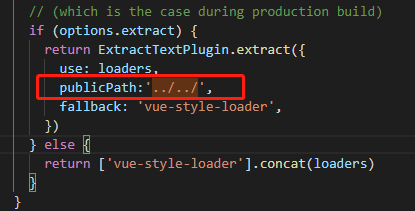 // (which is the case during production build)
if (options.extract) {
return ExtractTextPlugin.extract({
use: loaders,
publicPath:'../../',
fallback: 'vue-style-loader',
})
} else {
return ['vue-style-loader'].concat(loaders)
}
}